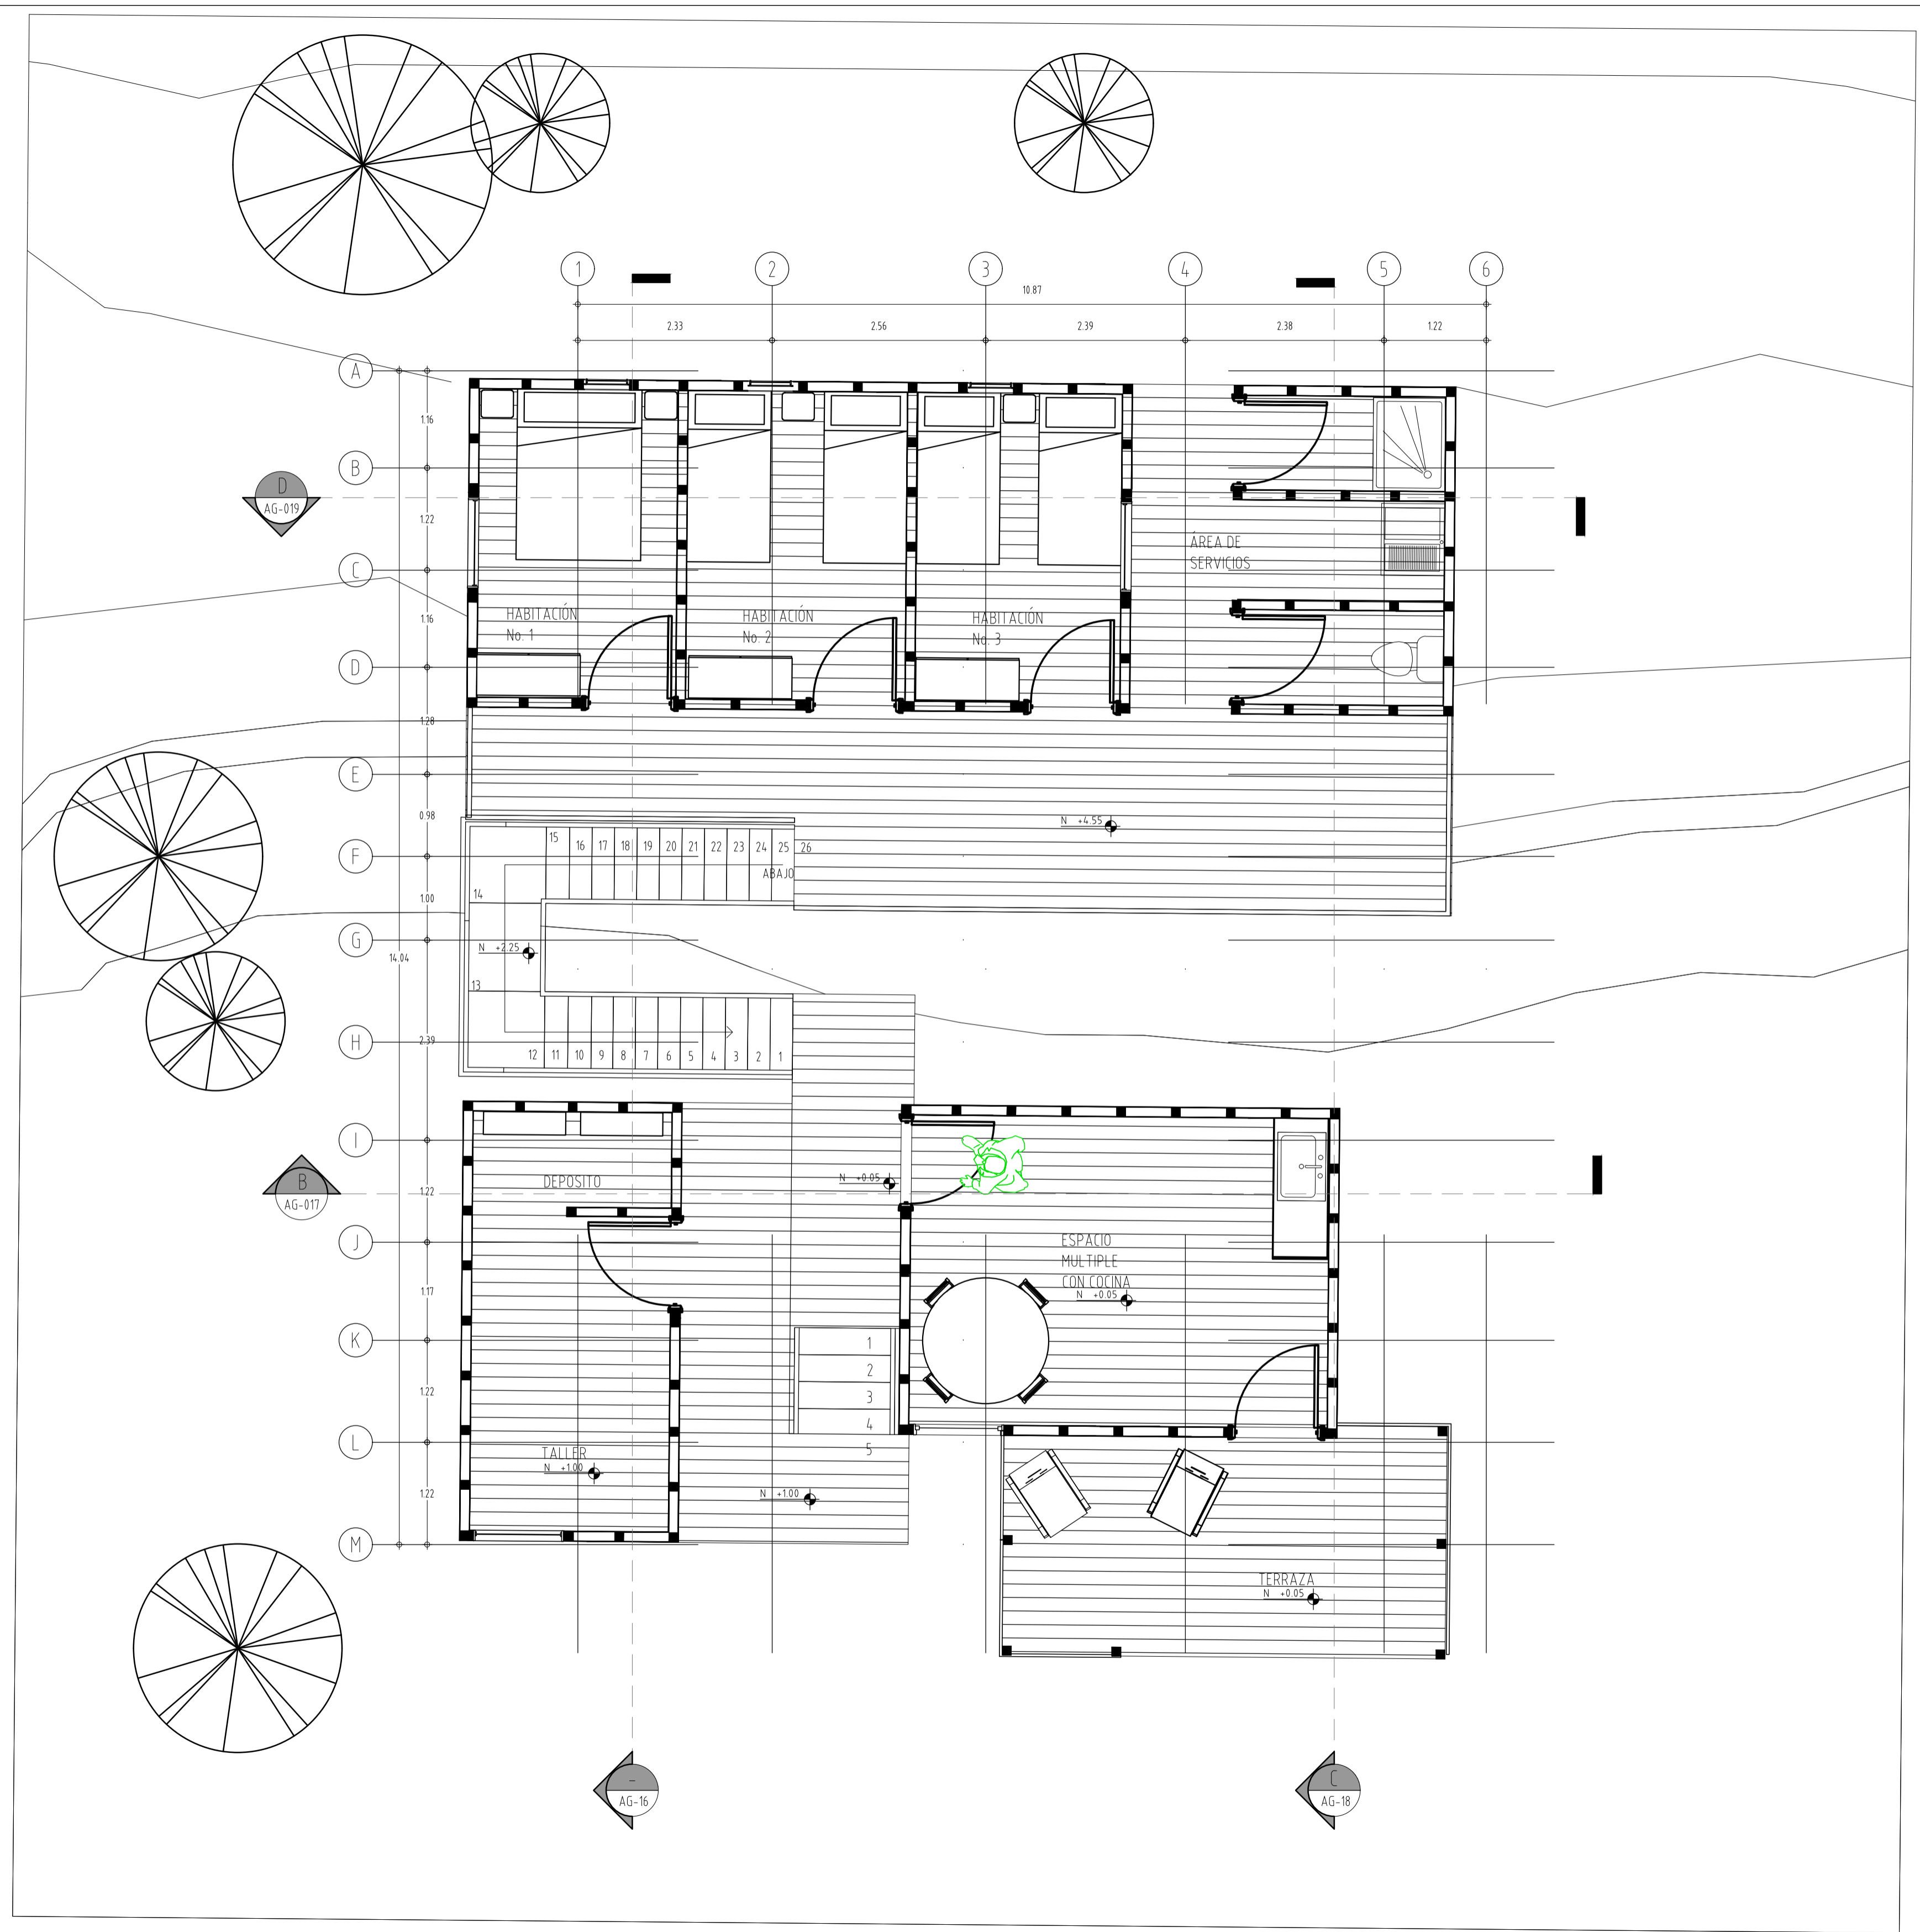 1 2 3 4 5 6
10.87
2.33 2.56 2.39 2.38 1.22
A
1.16
B
D
AG-019
1.22
ÁREA DE
SERVICIOS
C
1.16
HABITACIÓN
No. 1
HABITACIÓN
No. 2
HABITACIÓN
No. 3
D
1.28
E
0.98
N +4.55
15 16 17 18 19 20 21 22 23 24 25 26
F
ABAJO
14
1.00
G
N +2.25
14.04
13
H
2.39
12 11 10 9 8 7 6 5 4 3 2 1
I
DEPOSITO
N +0.05
B
AG-017
1.22
J
ESPACIO
MULTIPLE
CON COCINA
N +0.05
1.17
K
1
2
3
4
5
1.22
L
TALLER
N +1.00
N +1.00
1.22
M
TERRAZA
N +0.05
-
AG-16
C
AG-18